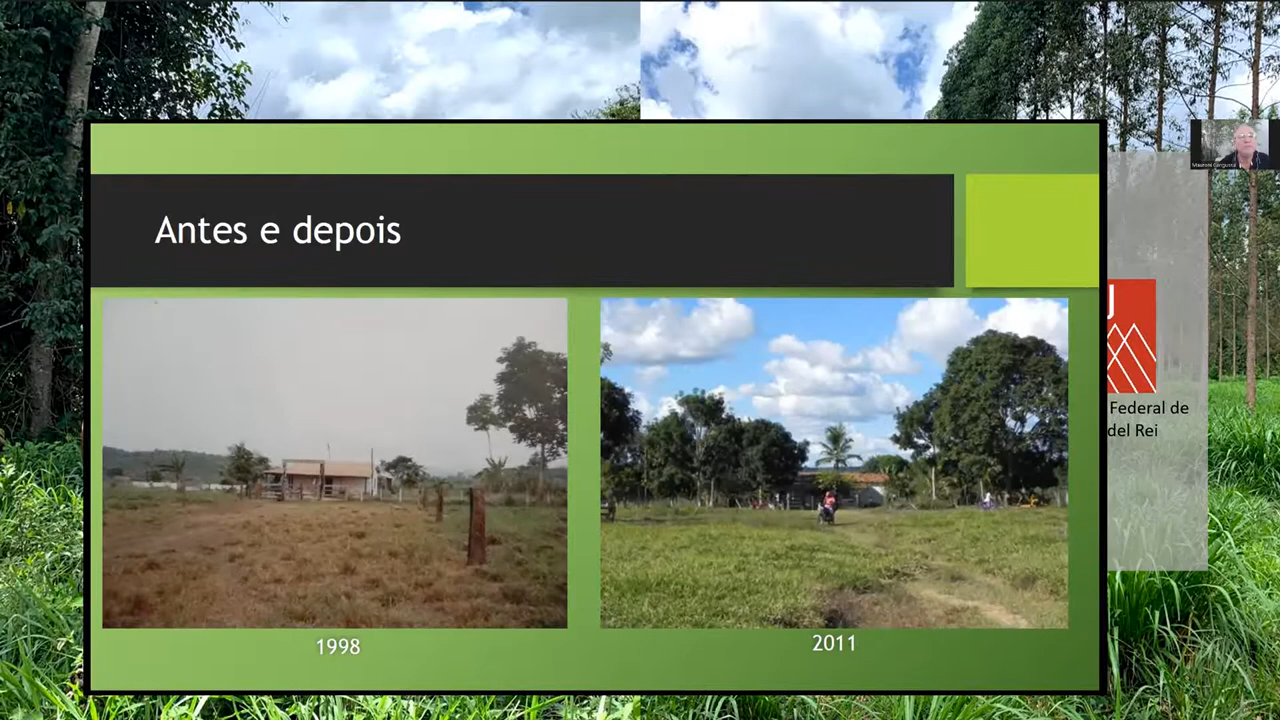 Antes e depois
1998
2011
J
Federal de
del Rei